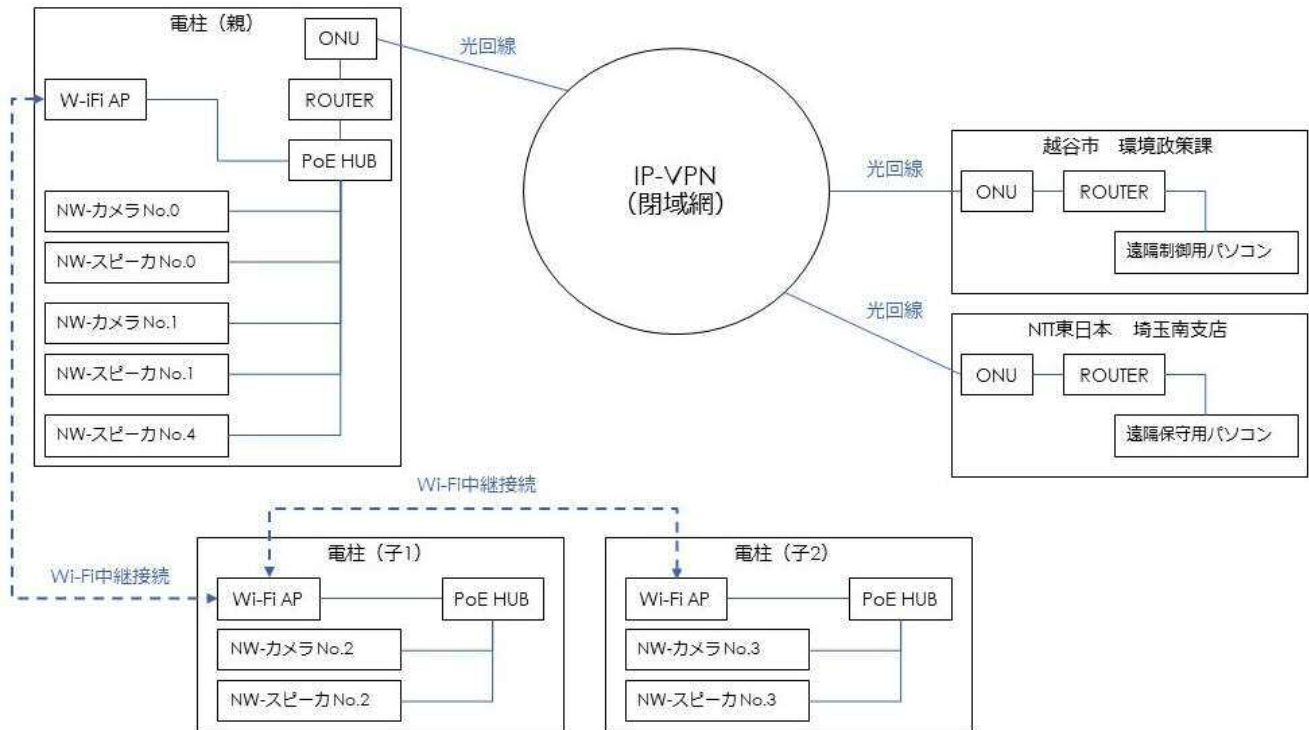 電柱（親）
ONU
光回線
W-iFi AP
ROUTER
PoE HUB
NW-カメラNo.0
NW-スピーカNo.0
NW-カメラNo.1
NW-スピーカNo.1
NW-スピーカNo.4
IP-VPN
（閉域網）
光回線
越谷市　環境政策課
ONU
ROUTER
遠隔制御用パソコン
光回線
NTT東日本　埼玉南支店
ONU
ROUTER
遠隔保守用パソコン
Wi-Fi中継接続
Wi-Fi中継接続
電柱（子1）
Wi-Fi AP
PoE HUB
NW-カメラNo.2
NW-スピーカNo.2
電柱（子2）
Wi-Fi AP
PoE HUB
NW-カメラNo.3
NW-スピーカNo.3